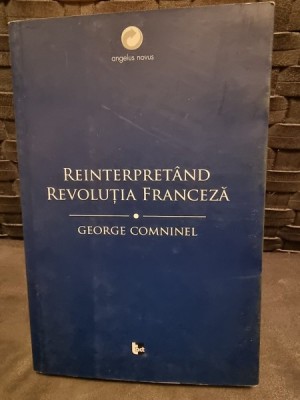 angelus novus
REINTERPRETÂND
REVOLUȚIA FRANCEZĂ
GEORGE COMNINEL